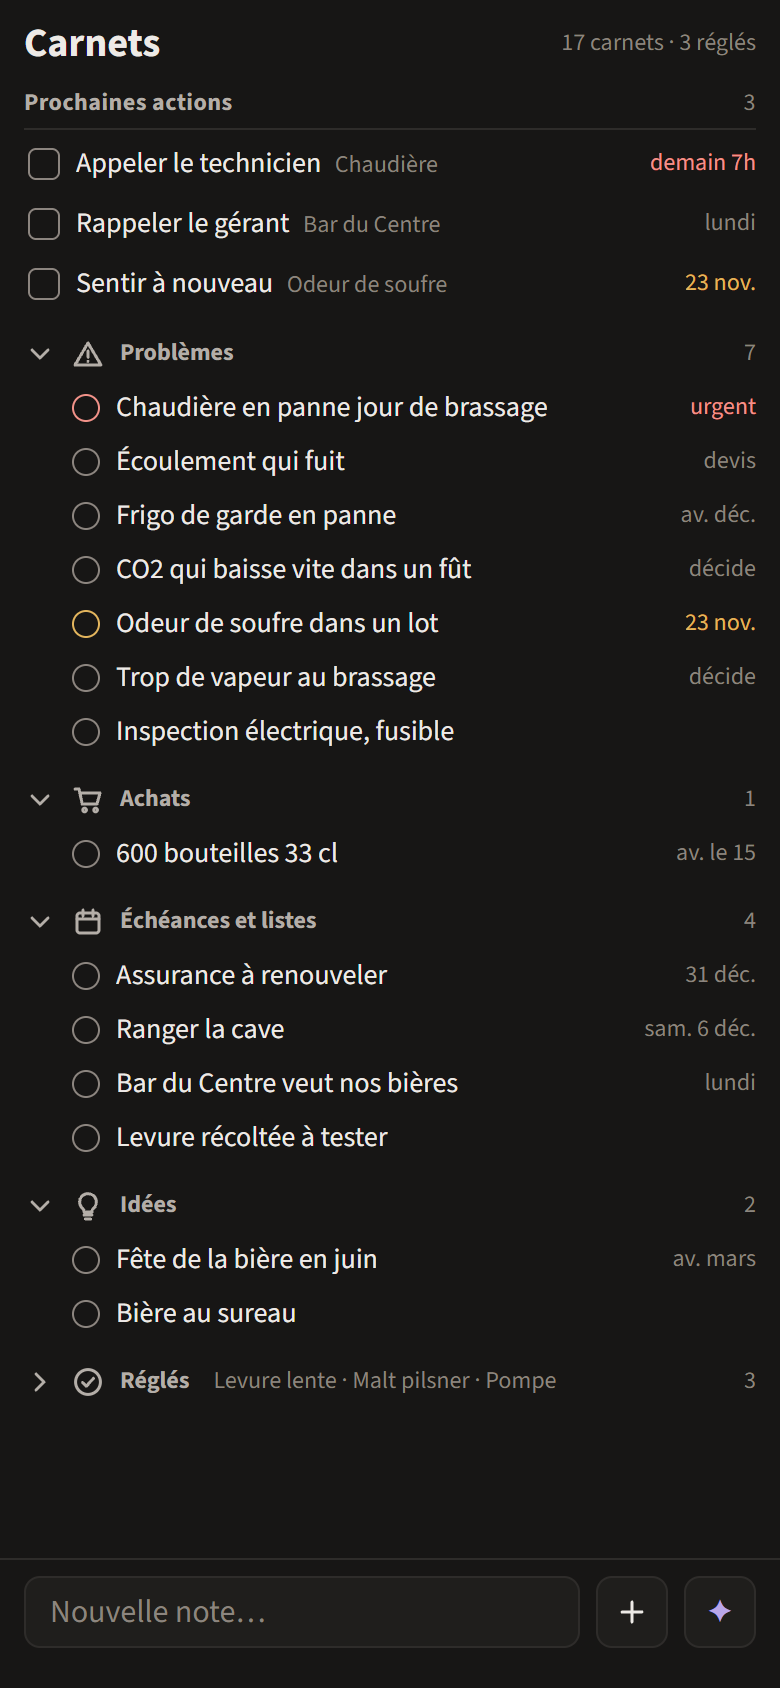 Carnets 17 carnets · 3 réglés
Prochaines actions 3
Appeler le technicien Chaudière demain 7h
Rappeler le gérant Bar du Centre lundi
Sentir à nouveau Odeur de soufre 23 nov.
Problèmes 7
Chaudière en panne jour de brassage urgent
Écoulement qui fuit devis
Frigo de garde en panne av. déc.
CO2 qui baisse vite dans un fût décide
Odeur de soufre dans un lot 23 nov.
Trop de vapeur au brassage décide
Inspection électrique, fusible
Achats 1
600 bouteilles 33 cl av. le 15
Échéances et listes 4
Assurance à renouveler 31 déc.
Ranger la cave sam. 6 déc.
Bar du Centre veut nos bières lundi
Levure récoltée à tester
Idées 2
Fête de la bière en juin av. mars
Bière au sureau
Réglés Levure lente · Malt pilsner · Pompe 3
Nouvelle note…